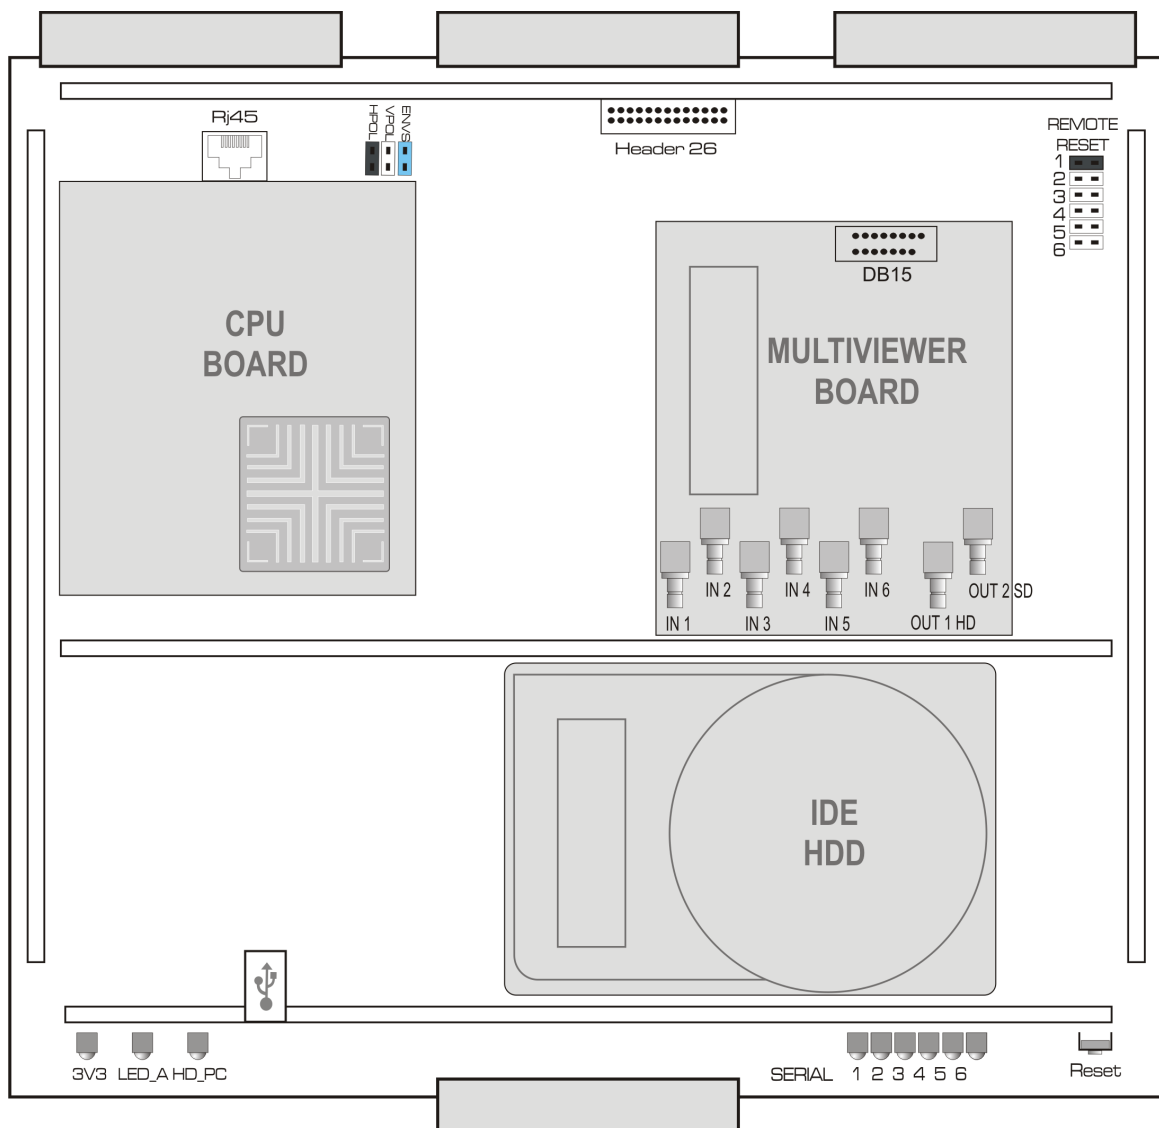 Rj45
HPOL
VPOL
ENVS
Header 26
REMOTE
RESET
1
2
3
4
5
6
DB15
CPU
BOARD
MULTIVIEWER
BOARD
IN 2
IN 4
IN 6
OUT 2 SD
IN 1
IN 3
IN 5
OUT 1 HD
IDE
HDD
3V3 LED_A HD_PC
SERIAL 1 2 3 4 5 6
Reset